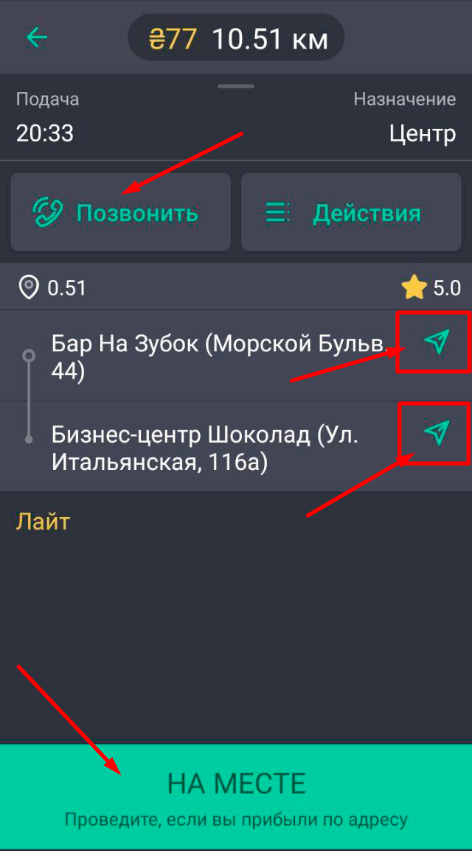 ₴77 10.51 км
Подача Назначение
20:33 Центр
Позвонить Действия
0.51 5.0
Бар На Зубок (Морской Бульв.
44)
Бизнес-центр Шоколад (Ул.
Итальянская, 116а)
Лайт
НА МЕСТЕ
Проведите, если вы прибыли по адресу